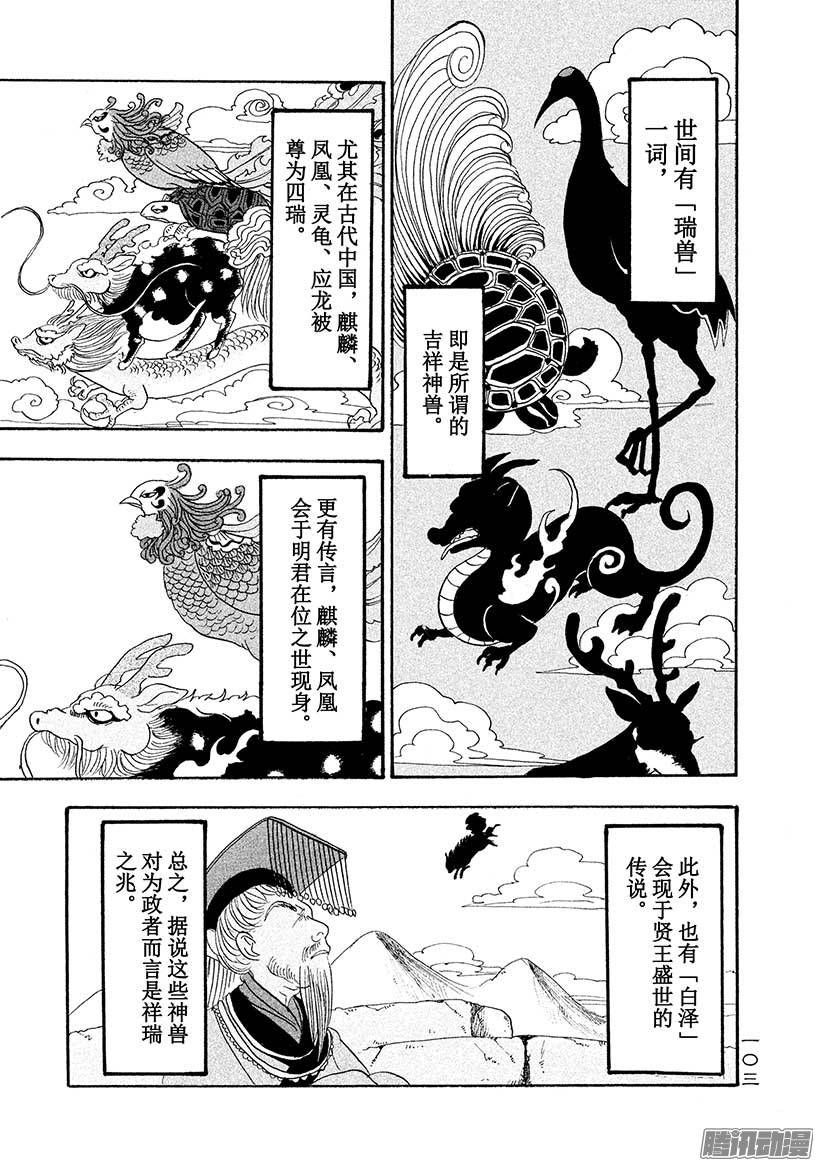 世间有「瑞兽」
一词，
即是所谓的
吉祥神兽。
尤其在古代中国，麒麟、
凤凰、灵龟、应龙被
尊为四瑞。
更有传言，麒麟、凤凰
会于明君在位之世现身。
此外，也有「白泽」
会现于贤王盛世的
传说。
总之，据说这些神兽
对为政者而言是祥瑞
之兆。
一〇三
腾讯动漫